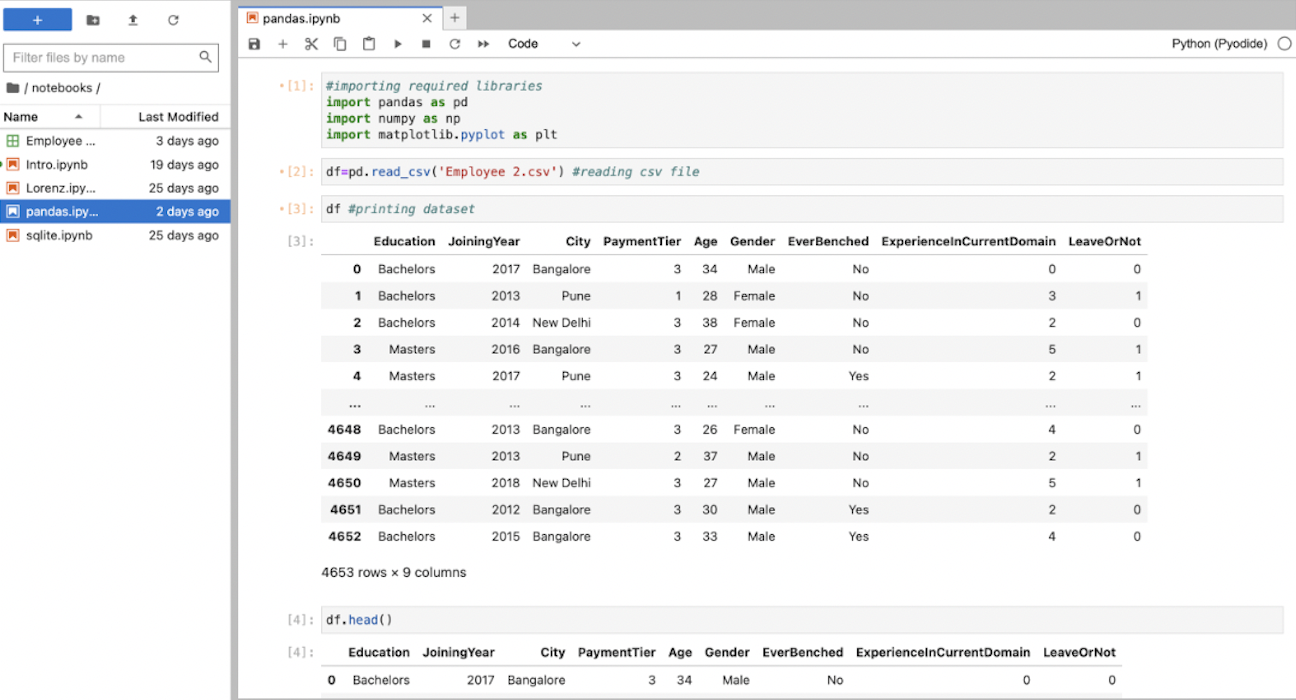 +
Filter files by name
/ notebooks /
Name Last Modified
Employee ... 3 days ago
Intro.ipynb 19 days ago
Lorenz.ipy... 25 days ago
pandas.ipy... 2 days ago
sqlite.ipynb 25 days ago
pandas.ipynb × +
Code Python (Pyodide)
•[1]: #importing required libraries
import pandas as pd
import numpy as np
import matplotlib.pyplot as plt
•[2]: df=pd.read_csv('Employee 2.csv') #reading csv file
•[3]: df #printing dataset
[3]: Education JoiningYear City PaymentTier Age Gender EverBenched ExperienceInCurrentDomain LeaveOrNot
0 Bachelors 2017 Bangalore 3 34 Male No 0 0
1 Bachelors 2013 Pune 1 28 Female No 3 1
2 Bachelors 2014 New Delhi 3 38 Female No 2 0
3 Masters 2016 Bangalore 3 27 Male No 5 1
4 Masters 2017 Pune 3 24 Male Yes 2 1
... ... ... ... ... ... ... ... ... ...
4648 Bachelors 2013 Bangalore 3 26 Female No 4 0
4649 Masters 2013 Pune 2 37 Male No 2 1
4650 Masters 2018 New Delhi 3 27 Male No 5 1
4651 Bachelors 2012 Bangalore 3 30 Male Yes 2 0
4652 Bachelors 2015 Bangalore 3 33 Male Yes 4 0
4653 rows × 9 columns
[4]: df.head()
[4]: Education JoiningYear City PaymentTier Age Gender EverBenched ExperienceInCurrentDomain LeaveOrNot
0 Bachelors 2017 Bangalore 3 34 Male No 0 0